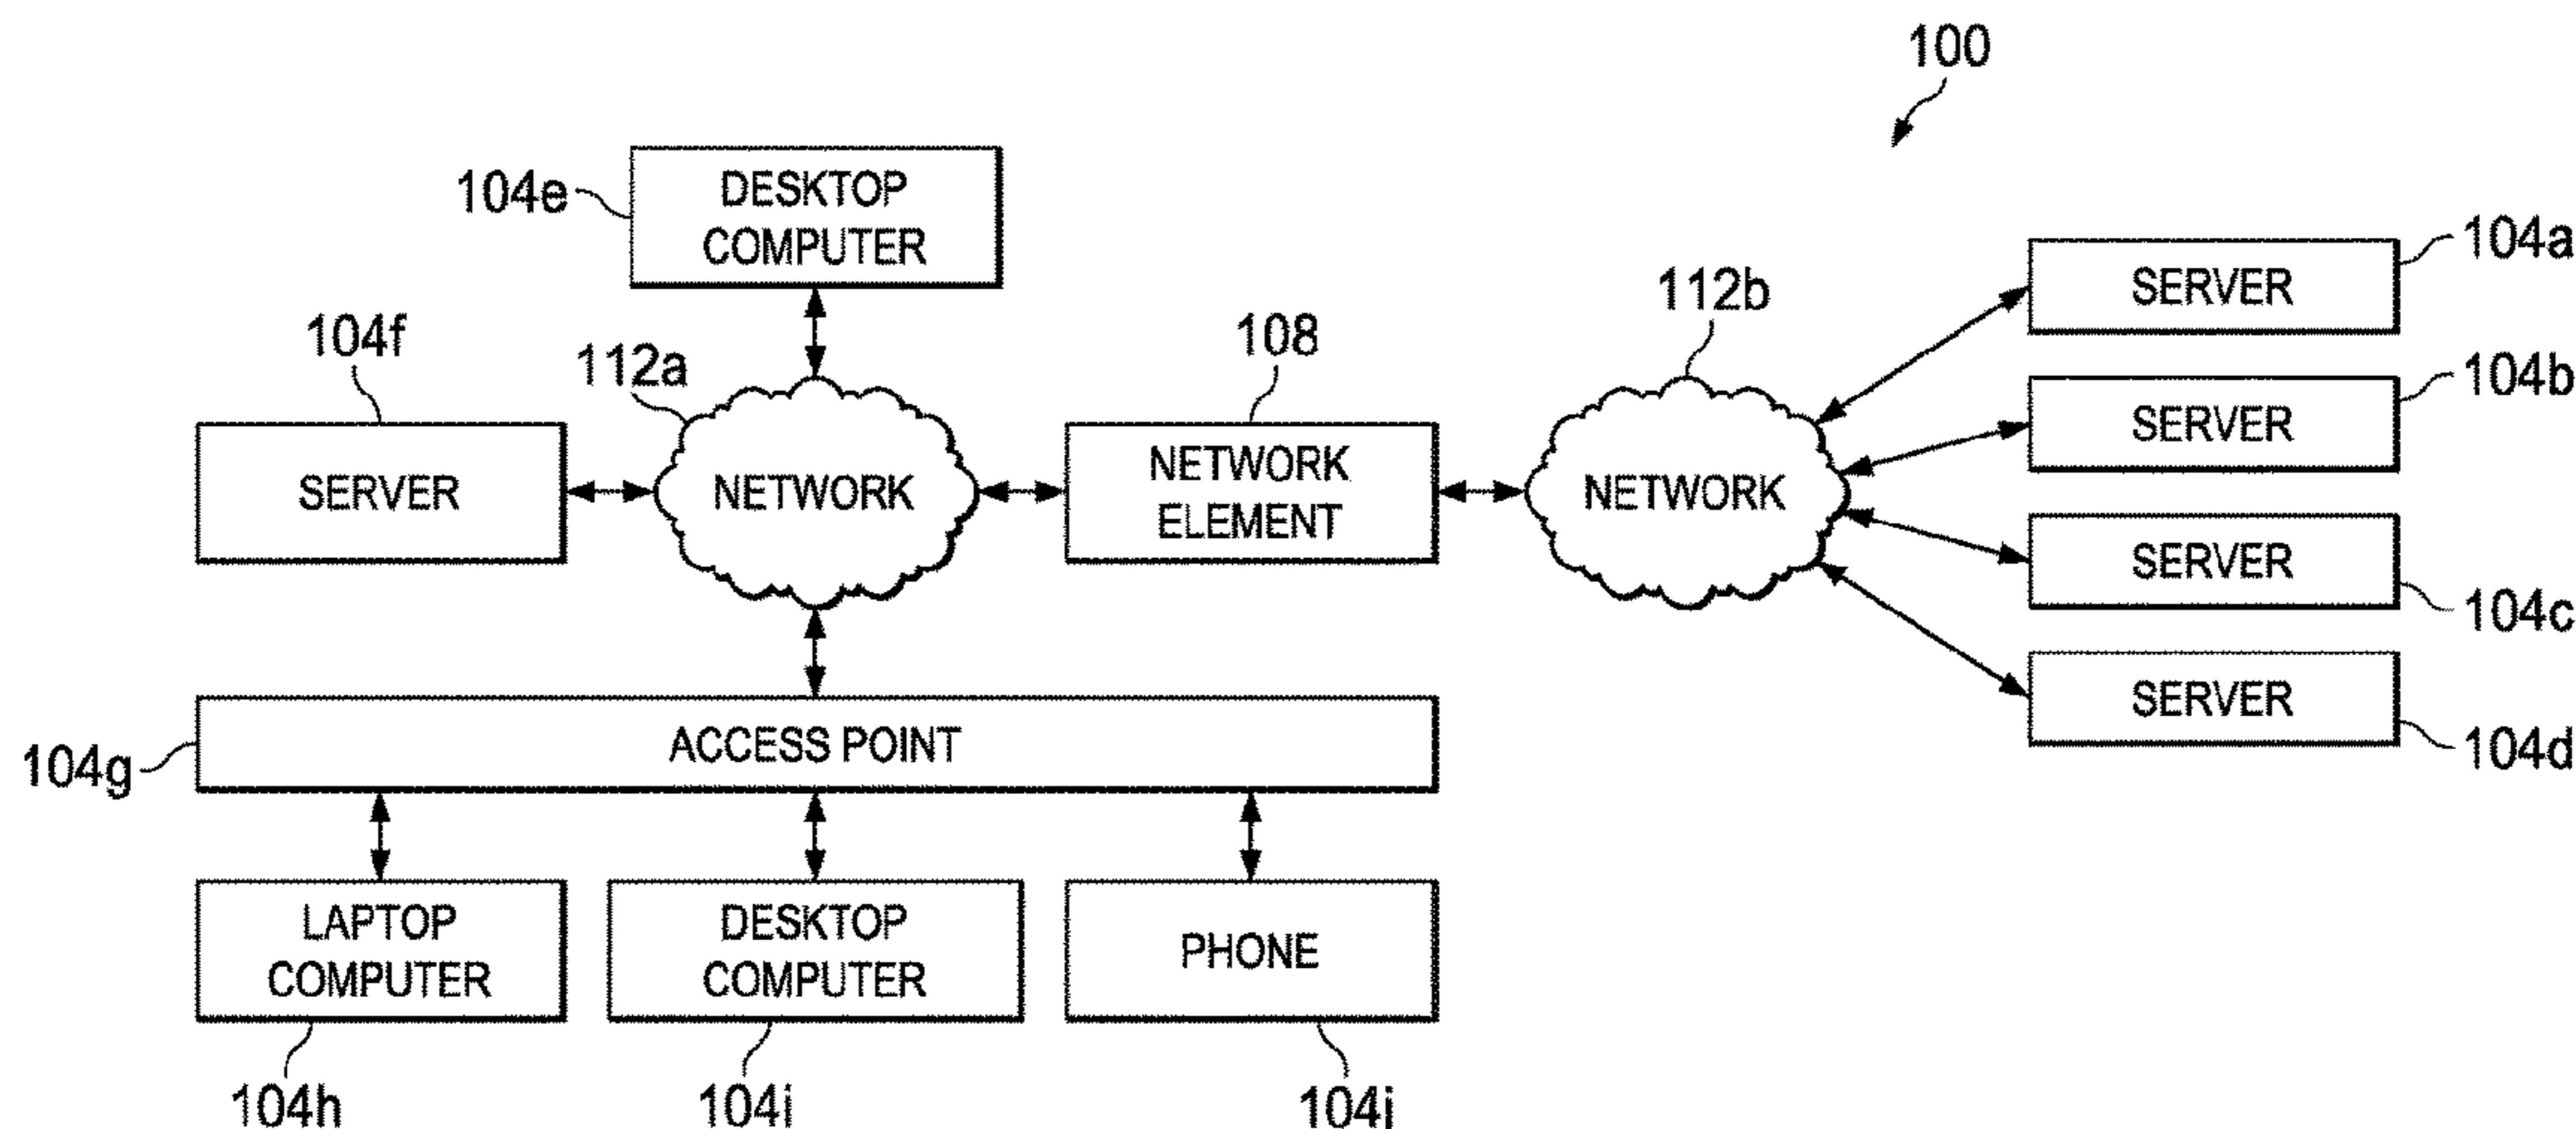 100
104e
DESKTOP
COMPUTER
104a
SERVER
104f
112a
108
112b
104b
SERVER
SERVER
NETWORK
NETWORK
ELEMENT
NETWORK
SERVER
104c
SERVER
104d
104g
ACCESS POINT
LAPTOP
COMPUTER
DESKTOP
COMPUTER
PHONE
104h
104i
104j